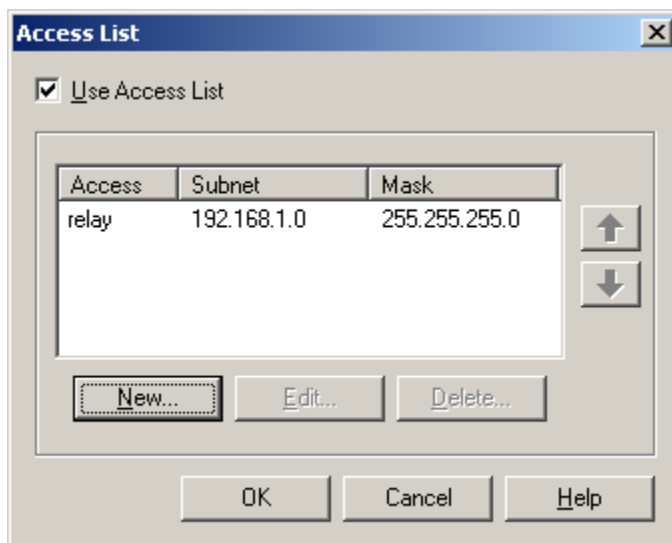 Access List
Use Access List
Access Subnet Mask
relay 192.168.1.0 255.255.255.0
New... Edit... Delete...
OK Cancel Help